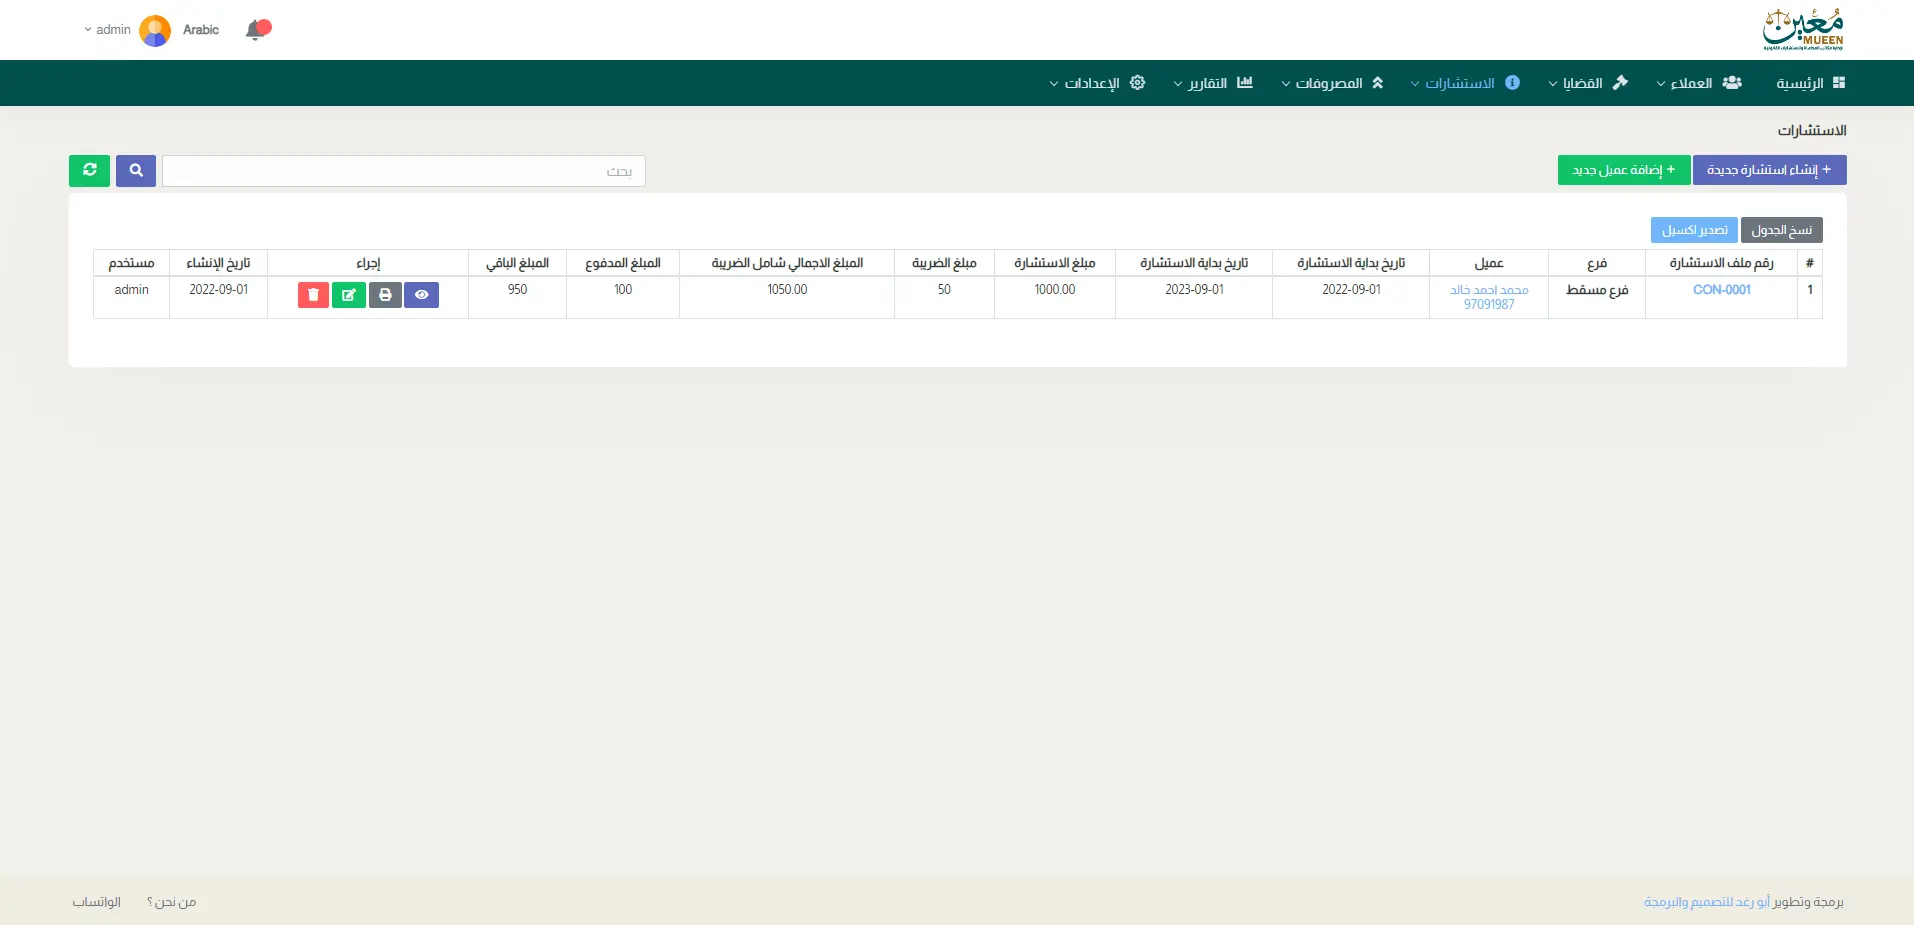 مُعين
MUEEN
Arabic
admin
الرئيسية
العملاء
القضايا
الاستشارات
المصروفات
التقارير
الإعدادات
الاستشارات
+ إنشاء استشارة جديدة
+ إضافة عميل جديد
بحث
نسخ الجدول
تصدير اكسيل
# رقم ملف الاستشارة فرع عميل تاريخ بداية الاستشارة تاريخ بداية الاستشارة مبلغ الاستشارة مبلغ الضريبة المبلغ الاجمالي شامل الضريبة المبلغ المدفوع المبلغ الباقي إجراء تاريخ الإنشاء مستخدم
1 CON-0001 فرع مسقط محمد احمد خالد 2022-09-01 2023-09-01 1000.00 50 1050.00 100 950 2022-09-01 admin
97091987
برمجة وتطوير أبو رغد للتصميم والبرمجة
من نحن ؟
الواتساب